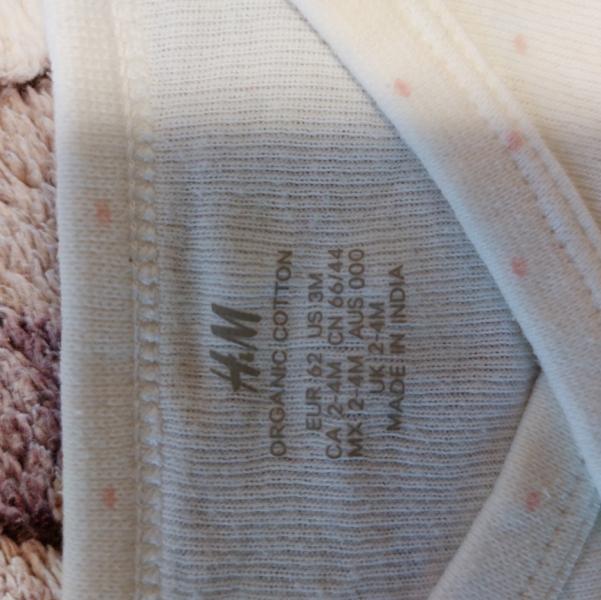 H&M
ORGANIC COTTON
EUR 62 US 3M
CA 2-4M CN 66/44
MX 2-4M AUS 000
UK 2-4M
MADE IN INDIA